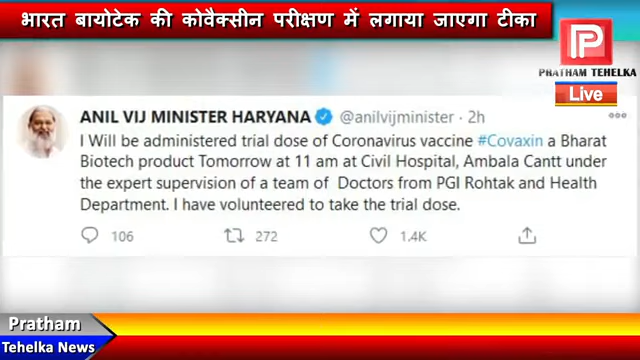 भारत बायोटेक की कोवैक्सीन परीक्षण में लगाया जाएगा टीका
P
PRATHAM TEHELKA
Live
ANIL VIJ MINISTER HARYANA @anilvijminister · 2h
I Will be administered trial dose of Coronavirus vaccine #Covaxin a Bharat
Biotech product Tomorrow at 11 am at Civil Hospital, Ambala Cantt under
the expert supervision of a team of Doctors from PGI Rohtak and Health
Department. I have volunteered to take the trial dose.
106 272 1.4K
Pratham
Tehelka News